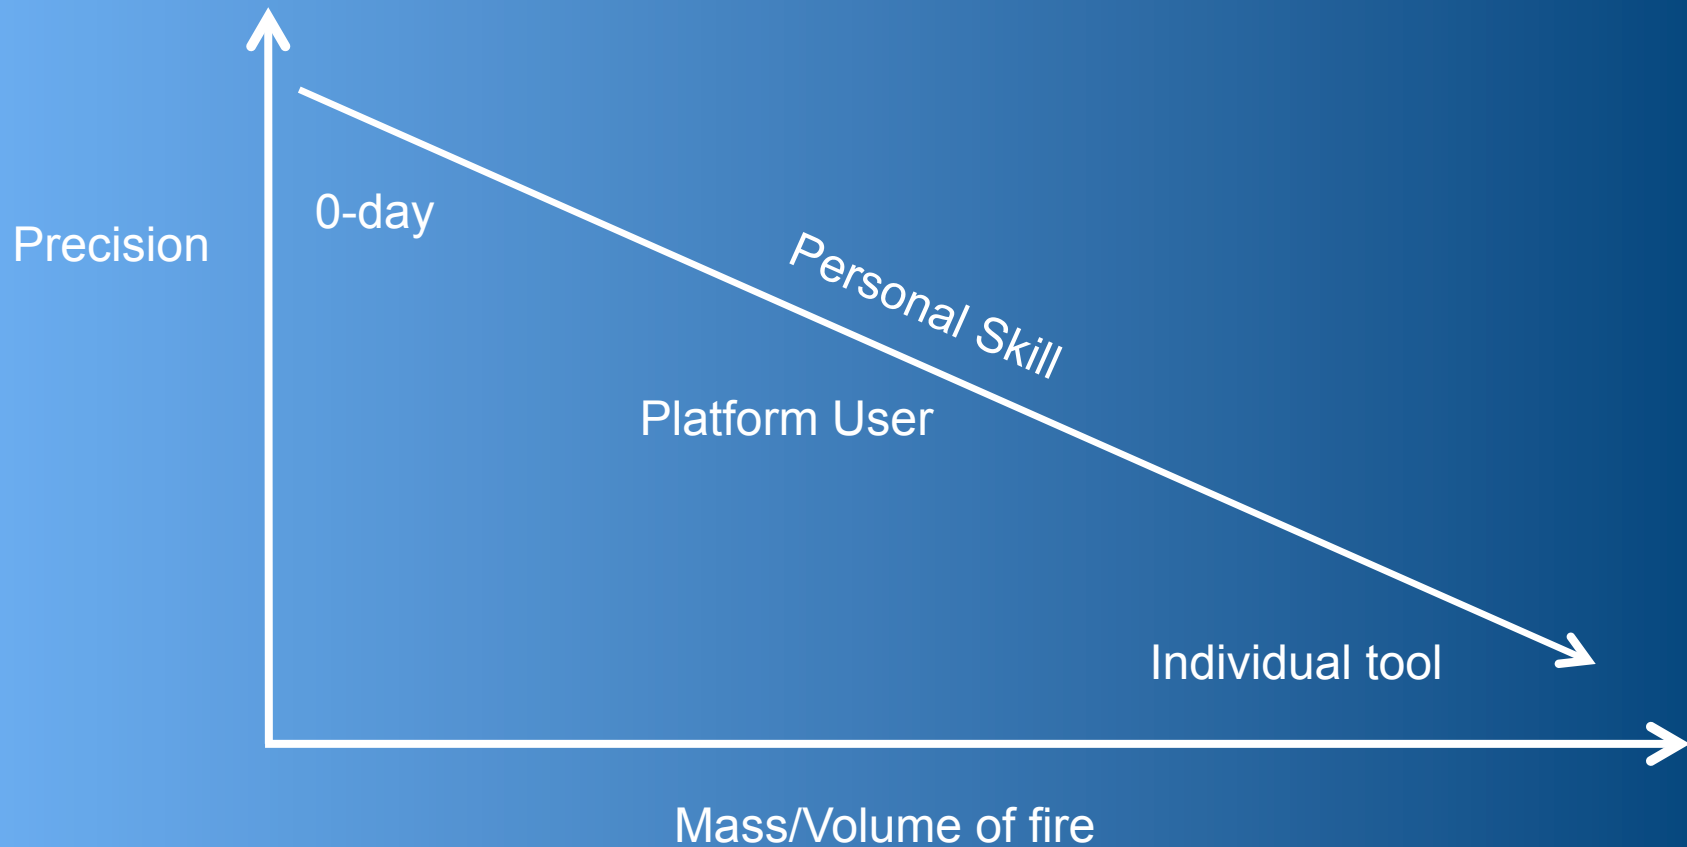 0-day
Precision
Personal Skill
Platform User
Individual tool
Mass/Volume of fire